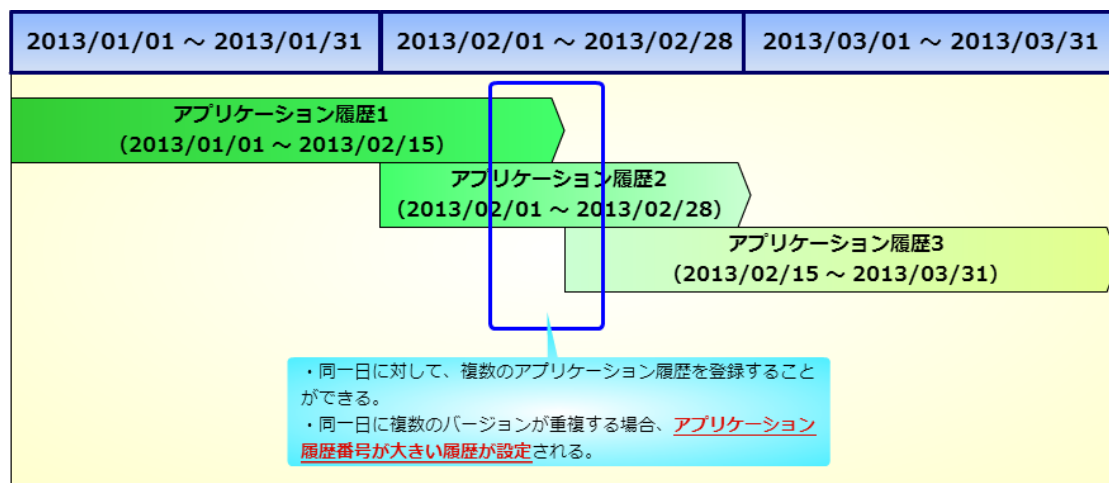 2013/01/01 ～ 2013/01/31
2013/02/01 ～ 2013/02/28
2013/03/01 ～ 2013/03/31
アプリケーション履歴1
（2013/01/01 ～ 2013/02/15）
アプリケーション履歴2
（2013/02/01 ～ 2013/02/28）
アプリケーション履歴3
（2013/02/15 ～ 2013/03/31）
・同一日に対して、複数のアプリケーション履歴を登録すること
ができる。
・同一日に複数のバージョンが重複する場合、アプリケーション
履歴番号が大きい履歴が設定される。